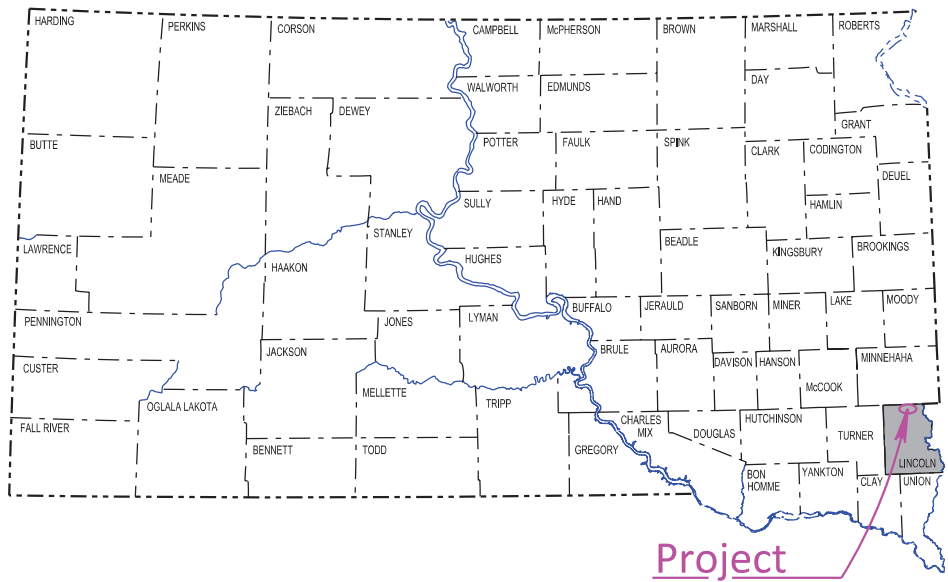 HARDING
PERKINS
CORSON
CAMPBELL
McPHERSON
BROWN
MARSHALL
ROBERTS
WALWORTH
EDMUNDS
DAY
ZIEBACH
DEWEY
GRANT
BUTTE
POTTER
FAULK
SPINK
CLARK
CODINGTON
MEADE
DEUEL
SULLY
HYDE
HAND
HAMLIN
STANLEY
LAWRENCE
HUGHES
BEADLE
KINGSBURY
BROOKINGS
HAAKON
PENNINGTON
JONES
LYMAN
BUFFALO
JERAULD
SANBORN
MINER
LAKE
MOODY
CUSTER
JACKSON
BRULE
AURORA
DAVISON
HANSON
MINNEHAHA
McCOOK
OGLALA LAKOTA
MELLETTE
TRIPP
FALL RIVER
BENNETT
TODD
GREGORY
CHARLES
MIX
DOUGLAS
HUTCHINSON
TURNER
LINCOLN
BON
HOMME
YANKTON
CLAY
UNION
Project